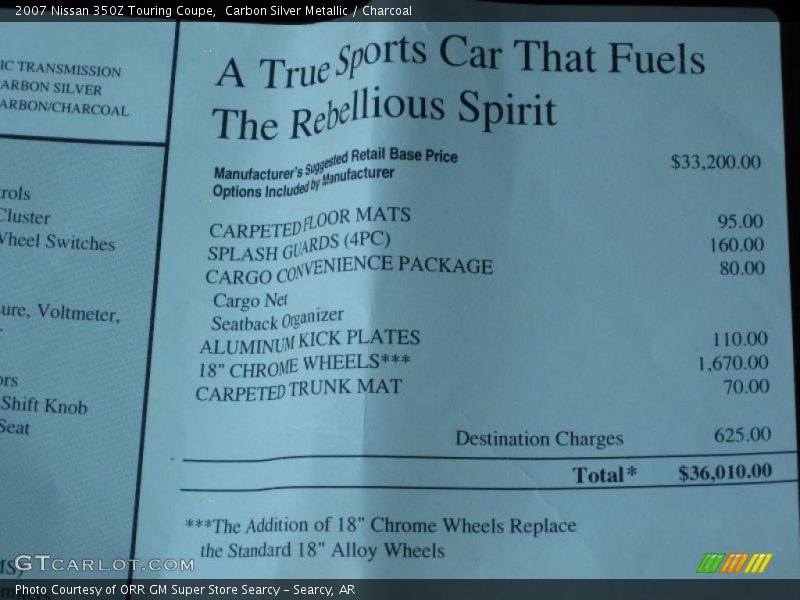 2007 Nissan 350Z Touring Coupe, Carbon Silver Metallic / Charcoal
IC TRANSMISSION
ARBON SILVER
ARBON/CHARCOAL
rols
Cluster
Wheel Switches
ure, Voltmeter,
ors
Shift Knob
Seat
MS)
A True Sports Car That Fuels
The Rebellious Spirit
Manufacturer's Suggested Retail Base Price $33,200.00
Options Included by Manufacturer
CARPETED FLOOR MATS 95.00
SPLASH GUARDS (4PC) 160.00
CARGO CONVENIENCE PACKAGE 80.00
Cargo Net
Seatback Organizer
ALUMINUM KICK PLATES 110.00
18" CHROME WHEELS*** 1,670.00
CARPETED TRUNK MAT 70.00
Destination Charges 625.00
Total* $36,010.00
***The Addition of 18" Chrome Wheels Replace
the Standard 18" Alloy Wheels
GTCARLOT.COM
Photo Courtesy of ORR GM Super Store Searcy - Searcy, AR